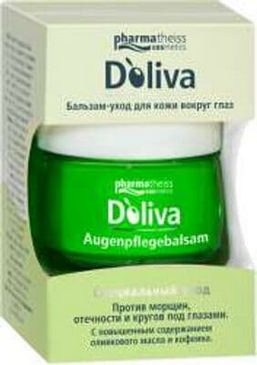 pharmatheiss
cosmetics
D'oliva
Бальзам-уход для кожи вокруг глаз
pharmatheiss
cosmetics
D'oliva
Augenpflegebalsam
Специальный уход
Против морщин,
отечности и кругов под глазами.
С повышенным содержанием
оливкового масла и кофеина.